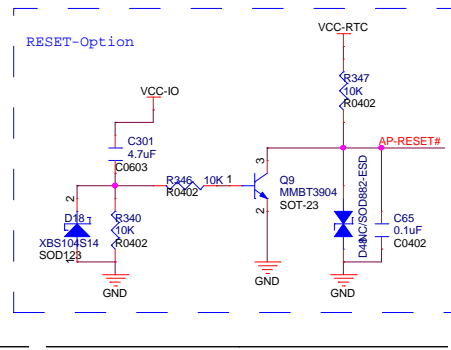 RESET-Option
VCC-RTC
VCC-IO
R347
10K
R0402
C301
4.7uF
C0603
AP-RESET#
R346 10K
R0402
1
3
2
Q9
MMBT3904
SOT-23
2
D18
XBS104S14
SOD123
1
R340
10K
R0402
D48
NC/SOD882-ESD
C65
0.1uF
C0402
GND
GND
GND